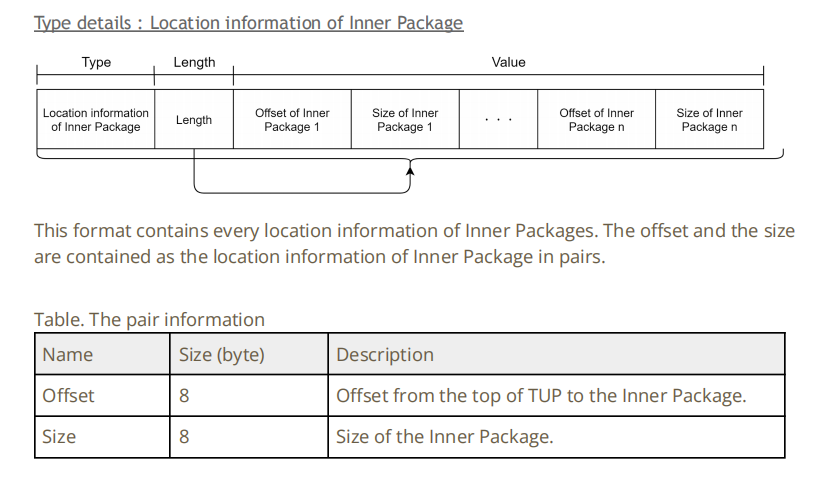 Type details : Location information of Inner Package
Type Length Value
Location information
of Inner Package
Length
Offset of Inner
Package 1
Size of Inner
Package 1
. . .
Offset of Inner
Package n
Size of Inner
Package n
This format contains every location information of Inner Packages. The offset and the size
are contained as the location information of Inner Package in pairs.
Table. The pair information
Name Size (byte) Description
Offset 8 Offset from the top of TUP to the Inner Package.
Size 8 Size of the Inner Package.